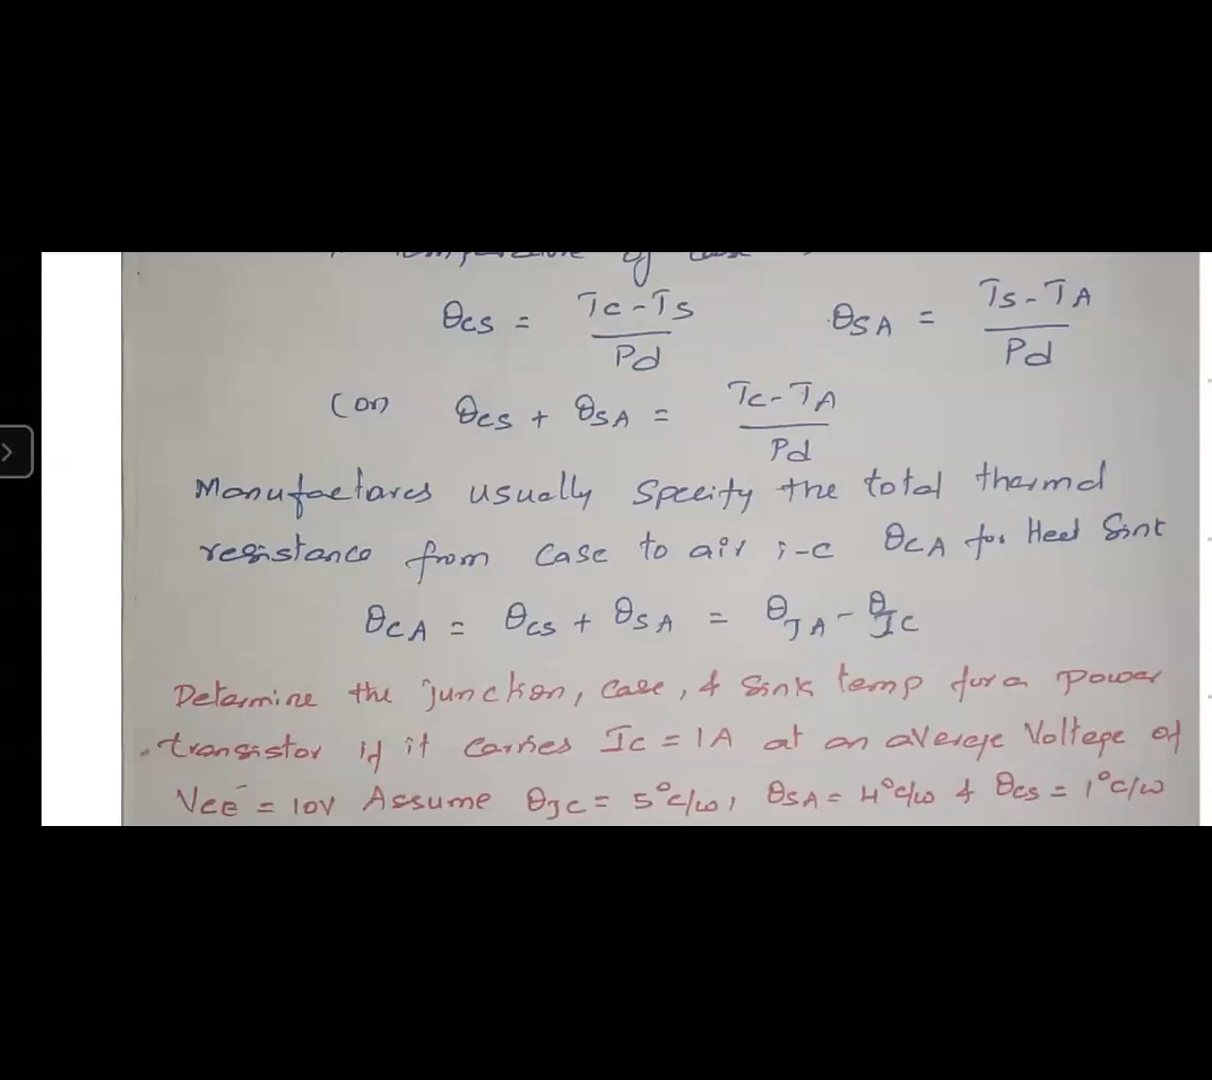 of
θcs = Tc-Ts / Pd    θSA = Ts-TA / Pd
(or) θcs + θSA = Tc-TA / Pd
Manufactares usually specify the total thermal
resistance from case to air i-e θCA for Heat Sink
θCA = θcs + θSA = θJA - θJC
Determine the junction, case, & sink temp for a power
transistor if it carries Ic = 1A at an average Voltage of
VCE = 10V Assume θJC = 5°c/w, θSA = 4°c/w & θcs = 1°c/w